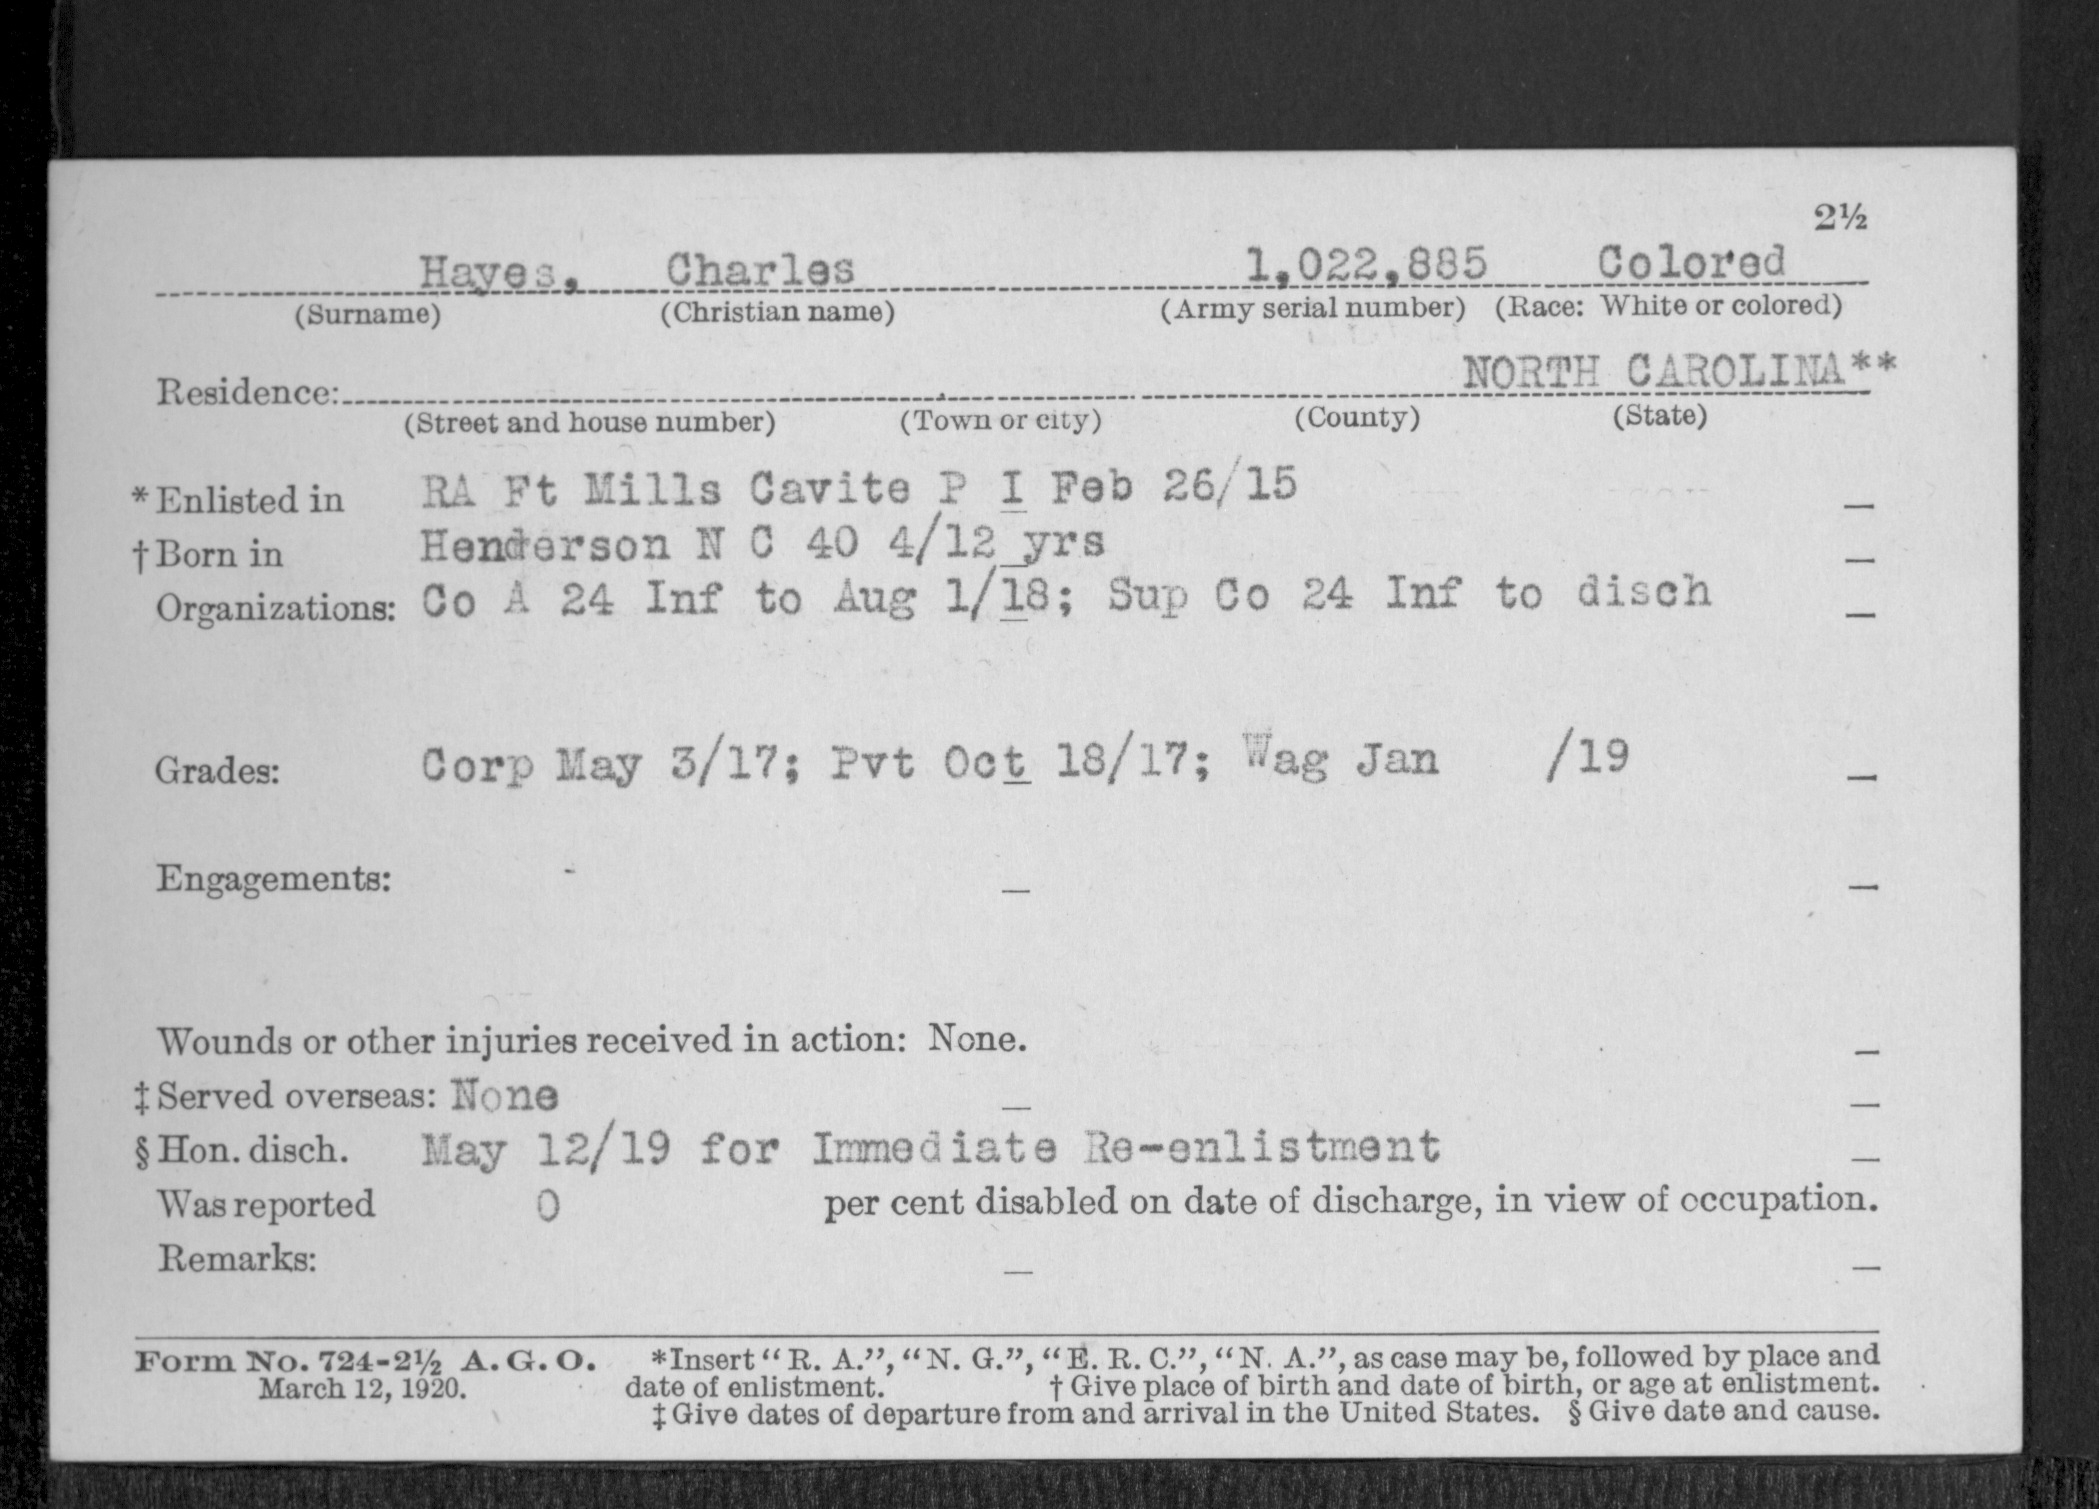 2½
Hayes, Charles 1,022,885 Colored
(Surname) (Christian name) (Army serial number) (Race: White or colored)
NORTH CAROLINA**
Residence:
(Street and house number) (Town or city) (County) (State)
*Enlisted in RA Ft Mills Cavite P I Feb 26/15 —
†Born in Henderson N C 40 4/12 yrs —
Organizations: Co A 24 Inf to Aug 1/18; Sup Co 24 Inf to disch —
Grades: Corp May 3/17; Pvt Oct 18/17; Wag Jan /19 —
Engagements: - — —
Wounds or other injuries received in action: None. —
‡Served overseas: None — —
§Hon. disch. May 12/19 for Immediate Re-enlistment —
Was reported 0 per cent disabled on date of discharge, in view of occupation.
Remarks: — —
Form No. 724-2½ A. G. O. *Insert "R. A.", "N. G.", "E. R. C.", "N. A.", as case may be, followed by place and
March 12, 1920. date of enlistment. †Give place of birth and date of birth, or age at enlistment.
‡Give dates of departure from and arrival in the United States. §Give date and cause.